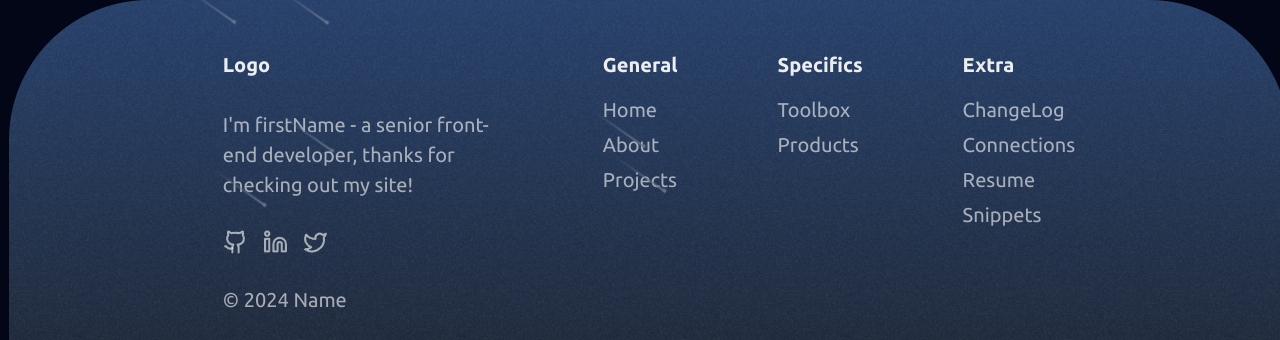 Logo
I'm firstName - a senior front-
end developer, thanks for
checking out my site!
© 2024 Name
General
Home
About
Projects
Specifics
Toolbox
Products
Extra
ChangeLog
Connections
Resume
Snippets